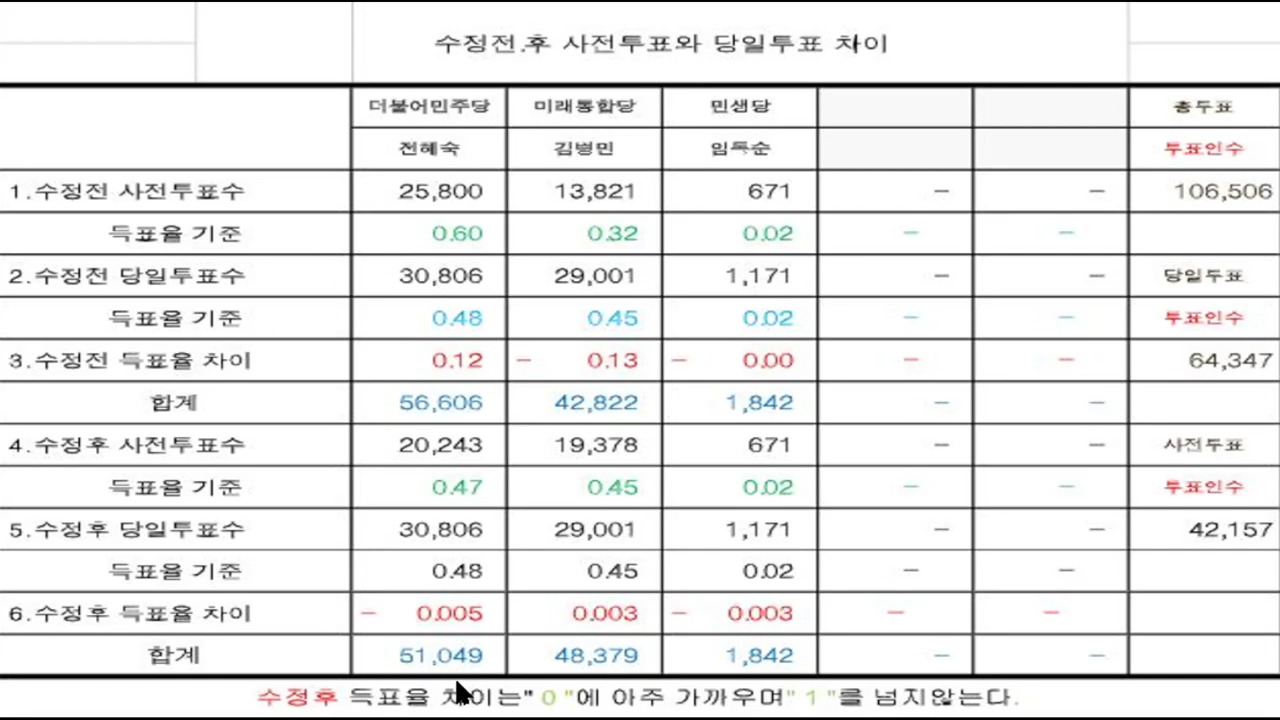 수정전.후 사전투표와 당일투표 차이
더불어민주당 미래통합당 민생당 총투표
전혜숙 김병민 임동순 투표인수
1.수정전 사전투표수 25,800 13,821 671 - - 106,506
득표율 기준 0.60 0.32 0.02 - -
2.수정전 당일투표수 30,806 29,001 1,171 - - 당일투표
득표율 기준 0.48 0.45 0.02 - - 투표인수
3.수정전 득표율 차이 0.12 - 0.13 - 0.00 - - 64,347
합계 56,606 42,822 1,842 - -
4.수정후 사전투표수 20,243 19,378 671 - - 사전투표
득표율 기준 0.47 0.45 0.02 - - 투표인수
5.수정후 당일투표수 30,806 29,001 1,171 - - 42,157
득표율 기준 0.48 0.45 0.02 - -
6.수정후 득표율 차이 - 0.005 0.003 - 0.003 - -
합계 51,049 48,379 1,842 - -
수정후 득표율 차이는" 0 "에 아주 가까우며" 1 "를 넘지않는다.